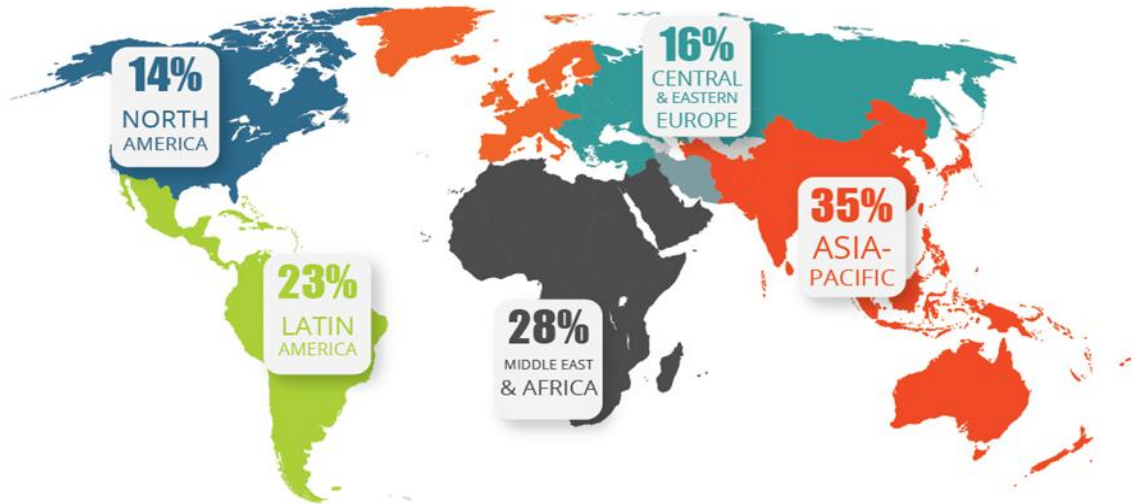 14%
NORTH
AMERICA
16%
CENTRAL
& EASTERN
EUROPE
35%
ASIA-
PACIFIC
23%
LATIN
AMERICA
28%
MIDDLE EAST
& AFRICA